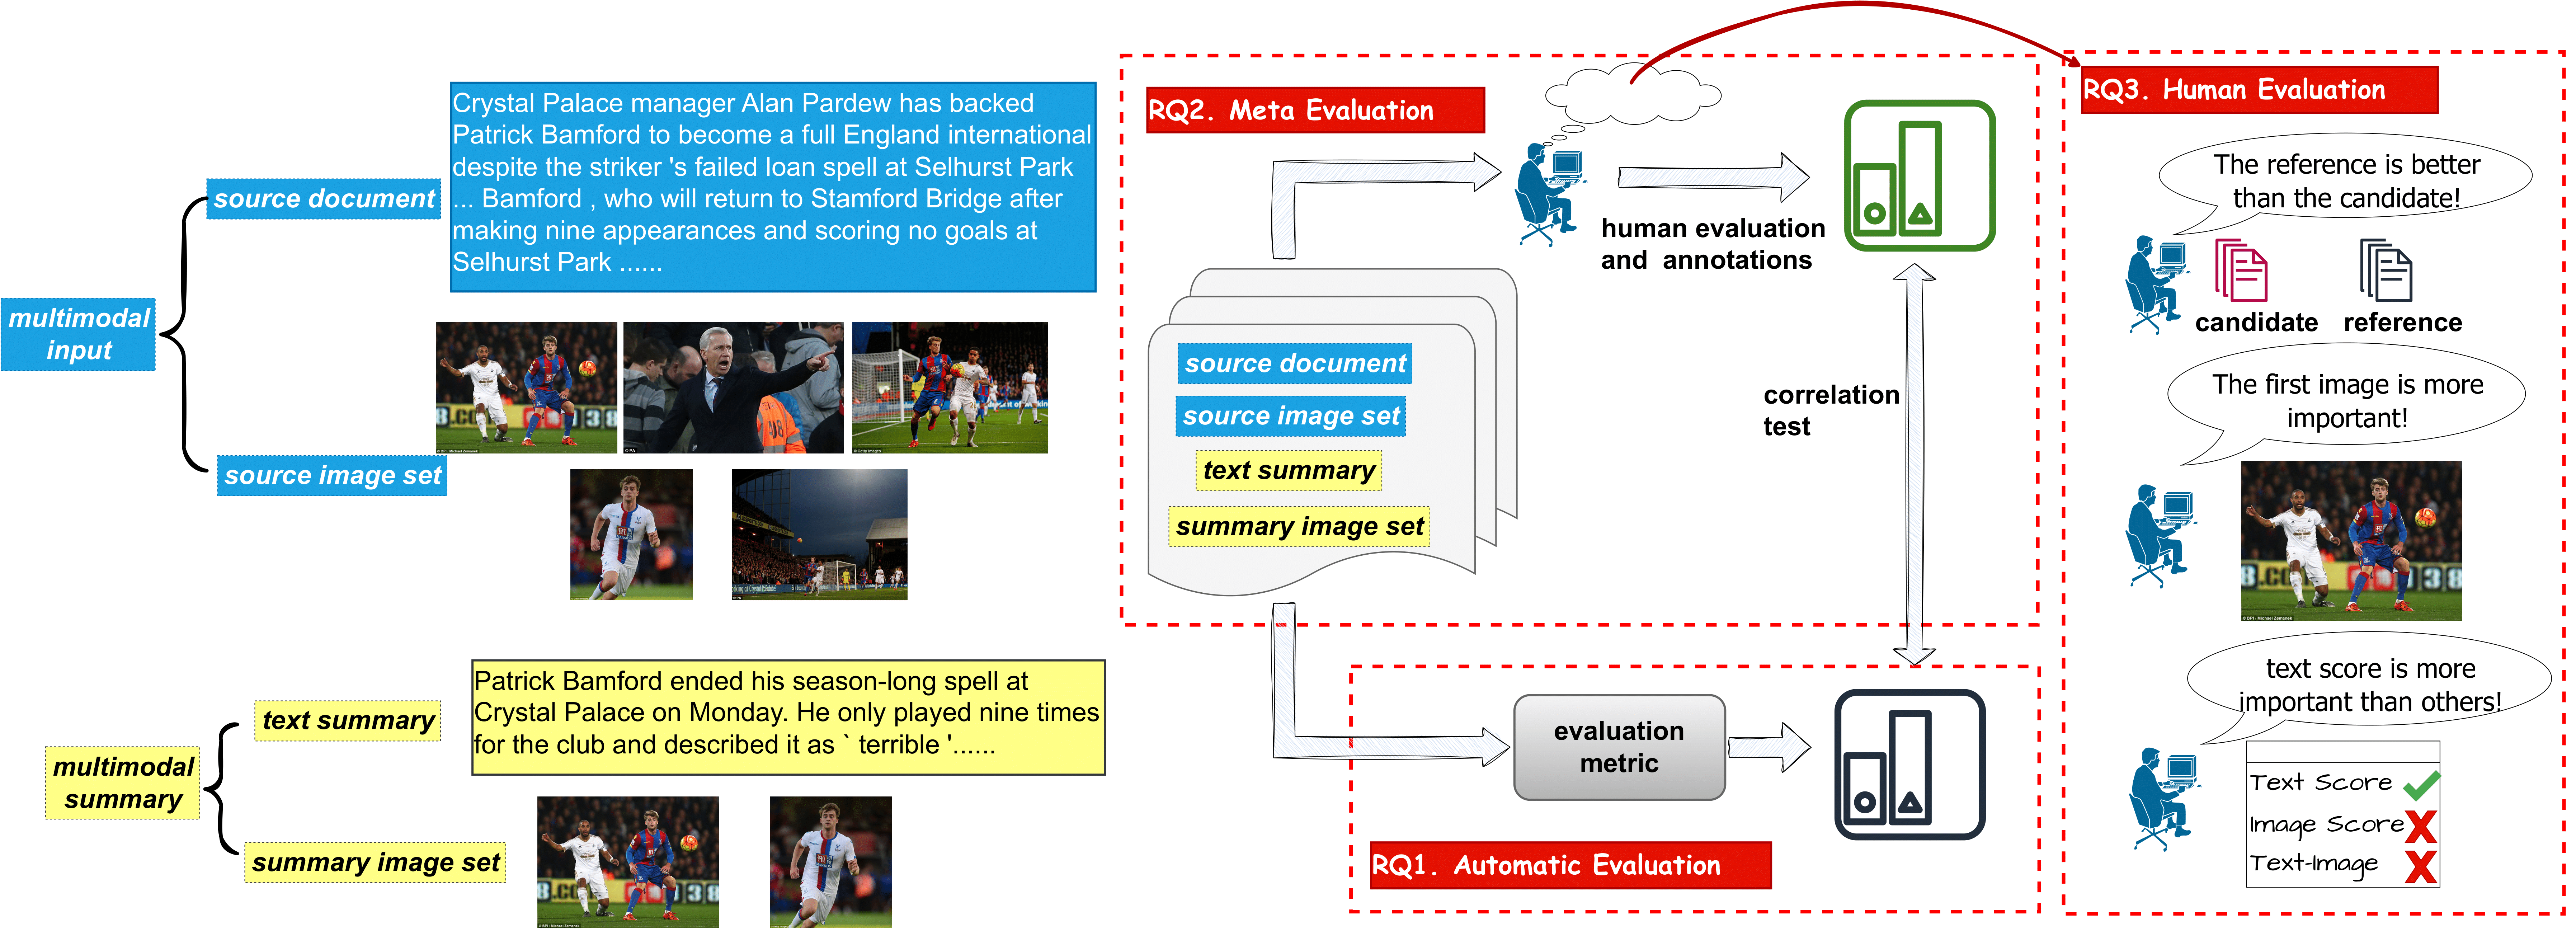 multimodal
input
source document
Crystal Palace manager Alan Pardew has backed
Patrick Bamford to become a full England international
despite the striker 's failed loan spell at Selhurst Park
... Bamford , who will return to Stamford Bridge after
making nine appearances and scoring no goals at
Selhurst Park ......
source image set
multimodal
summary
text summary
Patrick Bamford ended his season-long spell at
Crystal Palace on Monday. He only played nine times
for the club and described it as ` terrible '......
summary image set
RQ2. Meta Evaluation
human evaluation
and annotations
source document
source image set
text summary
summary image set
correlation
test
evaluation
metric
RQ1. Automatic Evaluation
RQ3. Human Evaluation
The reference is better
than the candidate!
candidate
reference
The first image is more
important!
text score is more
important than others!
Text Score
Image Score
Text-Image